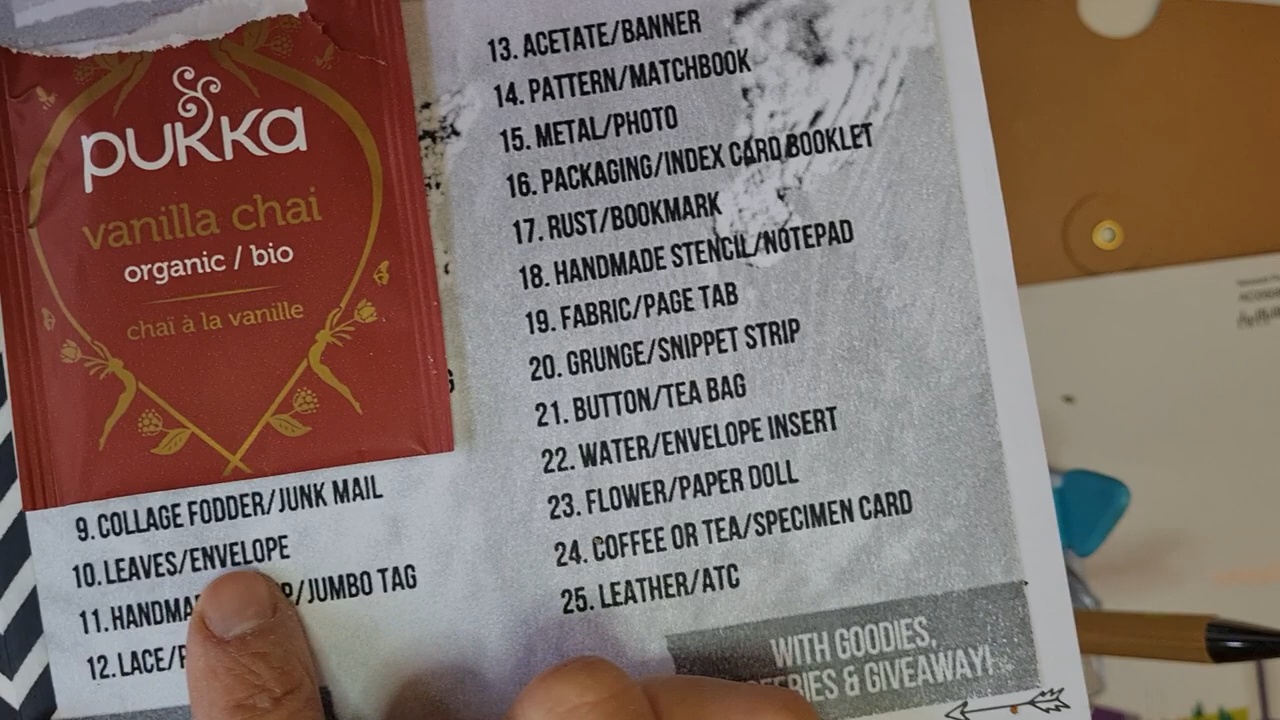 pukka
vanilla chai
organic / bio
chaï à la vanille
9. COLLAGE FODDER/JUNK MAIL
10. LEAVES/ENVELOPE
11. /JUMBO TAG
12. LACE/
13. ACETATE/BANNER
14. PATTERN/MATCHBOOK
15. METAL/PHOTO
16. PACKAGING/INDEX CARD BOOKLET
17. RUST/BOOKMARK
18. HANDMADE STENCIL/NOTEPAD
19. FABRIC/PAGE TAB
20. GRUNGE/SNIPPET STRIP
21. BUTTON/TEA BAG
22. WATER/ENVELOPE INSERT
23. FLOWER/PAPER DOLL
24. COFFEE OR TEA/SPECIMEN CARD
25. LEATHER/ATC
WITH GOODIES,
& GIVEAWAY!